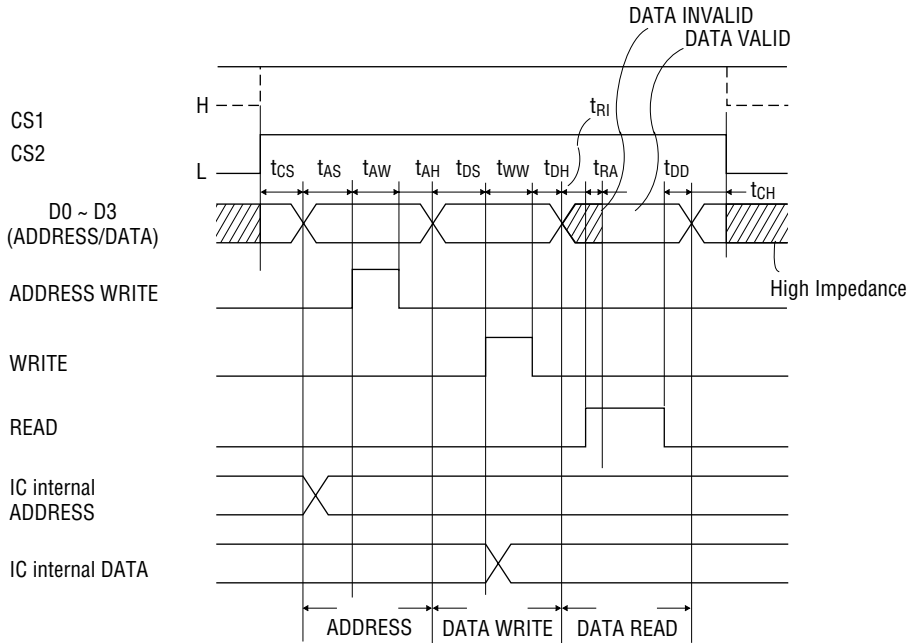 DATA INVALID
DATA VALID
H
tRI
CS1
CS2
L
tCS tAS tAW tAH tDS tWW tDH tRA tDD
tCH
D0 ~ D3
(ADDRESS/DATA)
High Impedance
ADDRESS WRITE
WRITE
READ
IC internal
ADDRESS
IC internal DATA
ADDRESS DATA WRITE DATA READ